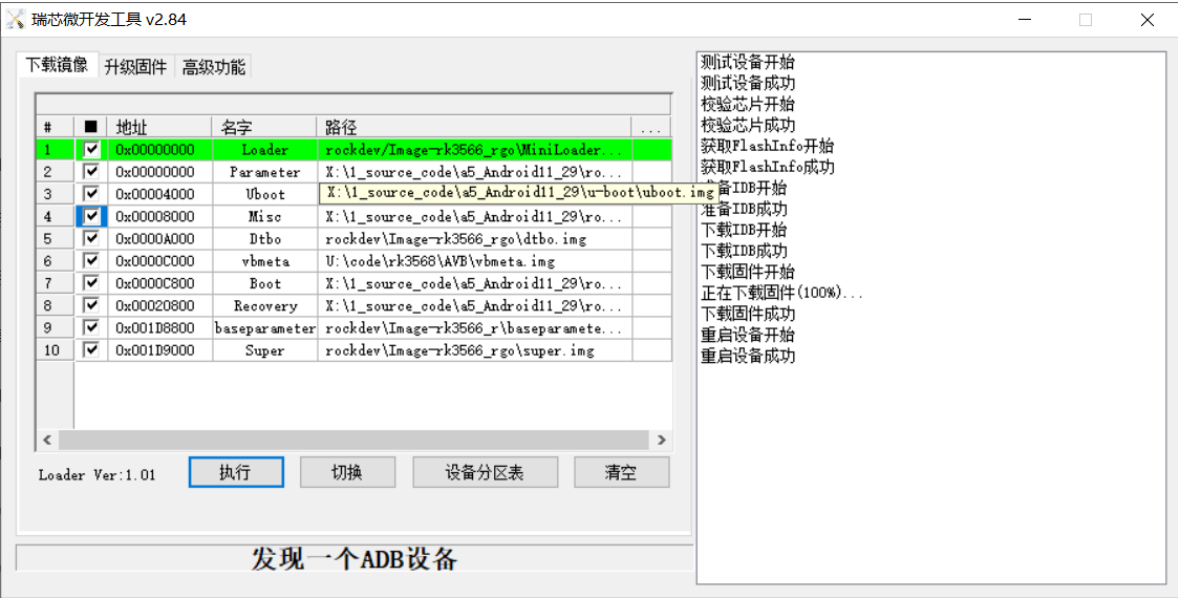 瑞芯微开发工具 v2.84
下载镜像 升级固件 高级功能
# 地址 名字 路径 ...
1 0x00000000 Loader rockdev/Image-rk3566_rgo\MiniLoader...
2 0x00000000 Parameter X:\1_source_code\a5_Android11_29\ro...
3 0x00004000 Uboot X:\1_source_code\a5_Android11_29\u-boot\uboot.img
4 0x00008000 Misc X:\1_source_code\a5_Android11_29\ro...
5 0x0000A000 Dtbo rockdev\Image-rk3566_rgo\dtbo.img
6 0x0000C000 vbmeta U:\code\rk3568\AVB\vbmeta.img
7 0x0000C800 Boot X:\1_source_code\a5_Android11_29\ro...
8 0x00020800 Recovery X:\1_source_code\a5_Android11_29\ro...
9 0x001D8800 baseparameter rockdev\Image-rk3566_r\baseparamete...
10 0x001D9000 Super rockdev\Image-rk3566_rgo\super.img
Loader Ver:1.01 执行 切换 设备分区表 清空
发现一个ADB设备
测试设备开始
测试设备成功
校验芯片开始
校验芯片成功
获取FlashInfo开始
获取FlashInfo成功
备IDB开始
准备IDB成功
下载IDB开始
下载IDB成功
下载固件开始
正在下载固件(100%)...
下载固件成功
重启设备开始
重启设备成功